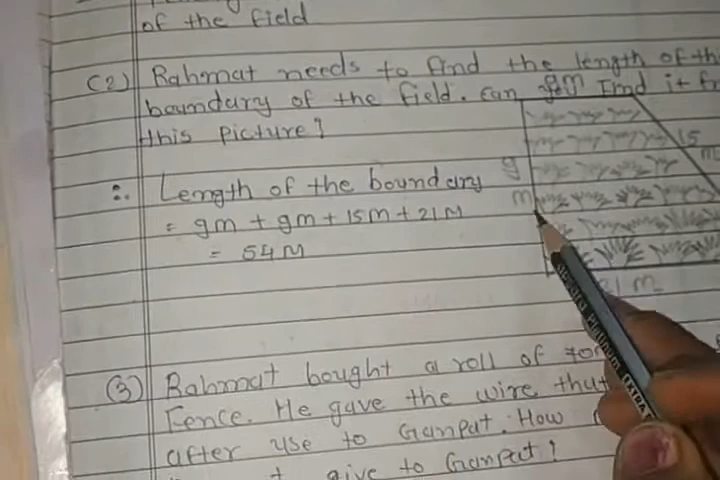 of the field
(2) Rahmat needs to find the length of th
boundary of the field. can find it f
this picture?
15 m
9 m
∴ Length of the boundary
= 9m + 9m + 15m + 21M
= 54M
21 m
(3) Rahmat bought a roll of
Fence. He gave the wire that
after use to Ganpat. How
give to Ganpat?
Platinum EXTRA